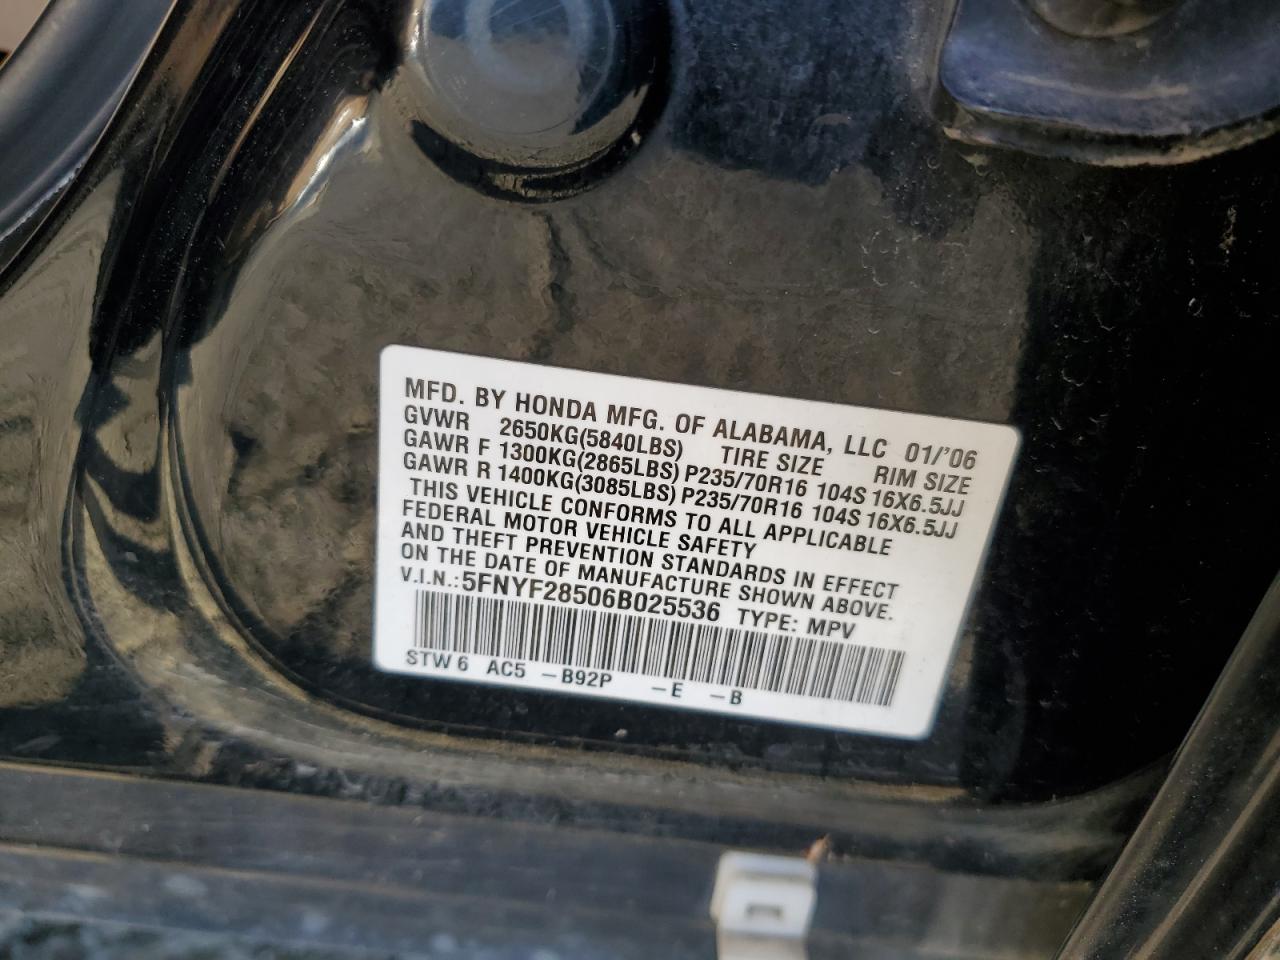 MFD. BY HONDA MFG. OF ALABAMA, LLC 01/'06
GVWR 2650KG(5840LBS) TIRE SIZE RIM SIZE
GAWR F 1300KG(2865LBS) P235/70R16 104S 16X6.5JJ
GAWR R 1400KG(3085LBS) P235/70R16 104S 16X6.5JJ
THIS VEHICLE CONFORMS TO ALL APPLICABLE
FEDERAL MOTOR VEHICLE SAFETY
AND THEFT PREVENTION STANDARDS IN EFFECT
ON THE DATE OF MANUFACTURE SHOWN ABOVE.
V.I.N.:5FNYF28506B025536 TYPE: MPV
STW 6 AC5 –B92P –E –B